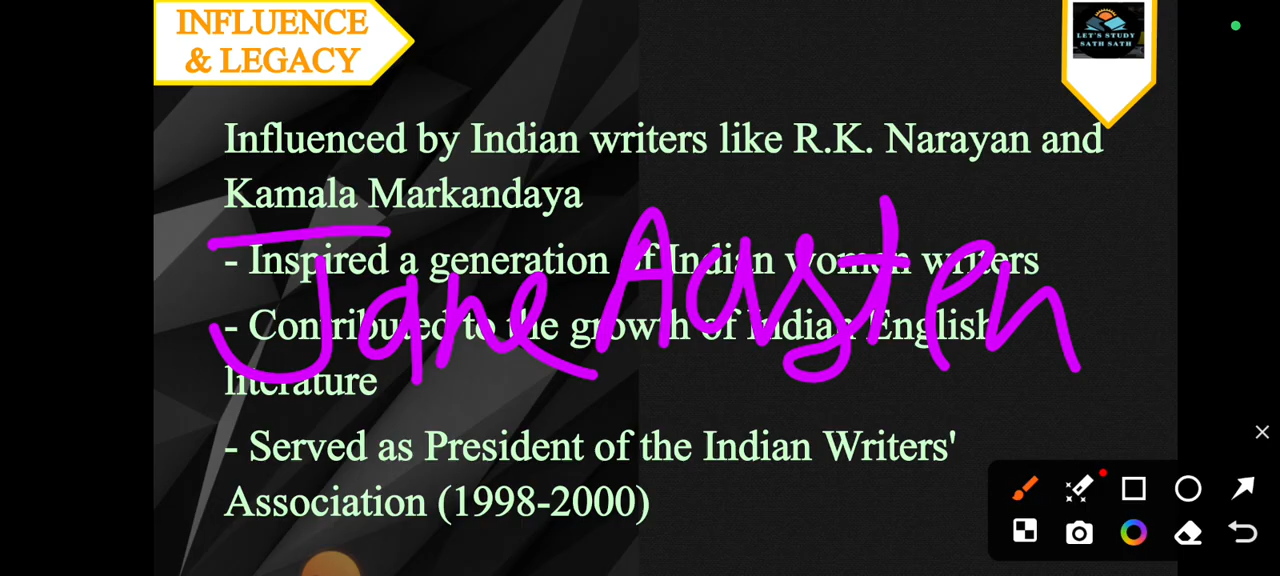 INFLUENCE
& LEGACY
LET'S STUDY
SATH SATH
Influenced by Indian writers like R.K. Narayan and
Kamala Markandaya
- Inspired a generation of Indian women writers
Jane Austen
- Contributed to the growth of Indian English
literature
- Served as President of the Indian Writers'
Association (1998-2000)